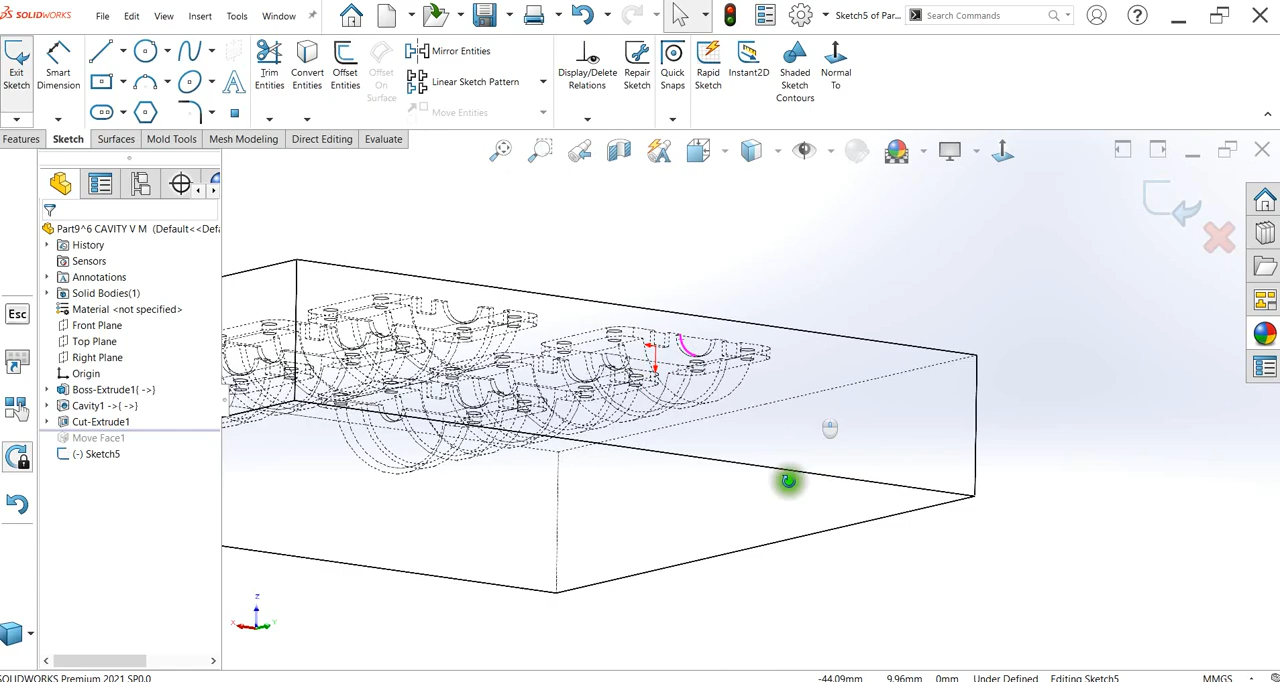 SOLIDWORKS File Edit View Insert Tools Window Sketch5 of Par... Search Commands
Exit Sketch
Smart Dimension
Trim Entities
Convert Entities
Offset Entities
Offset On Surface
Mirror Entities
Linear Sketch Pattern
Move Entities
Display/Delete Relations
Repair Sketch
Quick Snaps
Rapid Sketch
Instant2D
Shaded Sketch Contours
Normal To
Features Sketch Surfaces Mold Tools Mesh Modeling Direct Editing Evaluate
Part9^6 CAVITY V M (Default<<Defa
History
Sensors
Annotations
Solid Bodies(1)
Material <not specified>
Front Plane
Top Plane
Right Plane
Origin
Boss-Extrude1{ ->}
Cavity1 ->{ ->}
Cut-Extrude1
Move Face1
(-) Sketch5
Esc
Z
X
Y
SOLIDWORKS Premium 2021 SP0.0 -44.09mm 9.96mm 0mm Under Defined Editing Sketch5 MMGS